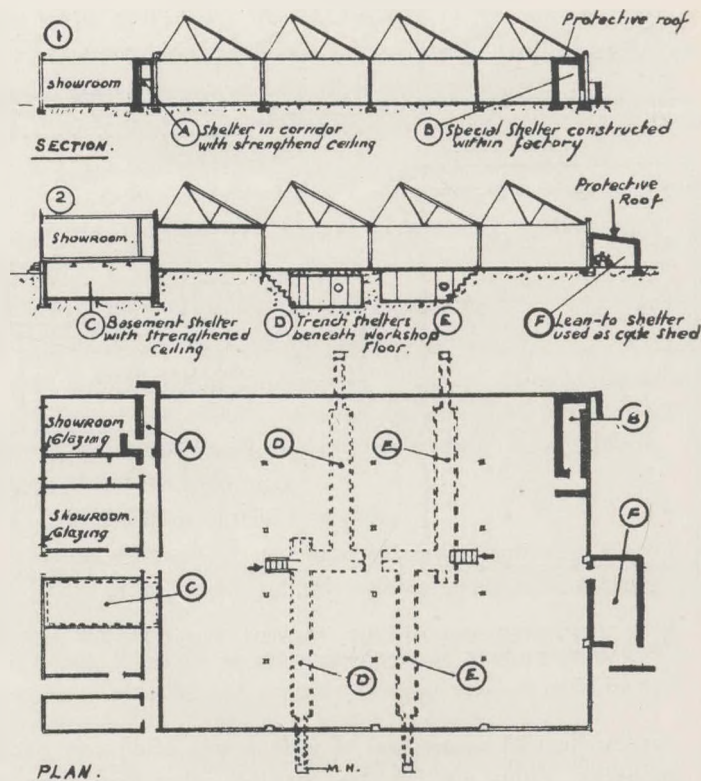 1
Protective roof
Showroom
A Shelter in corridor
with strengthend ceiling
B Special Shelter constructed
within factory
SECTION.
2
Protective
Roof
Showroom.
C Basement Shelter
with strengthened
Ceiling
D Trench Shelters
beneath Workshop
Floor.
E
F Lean-to shelter
used as cycle shed
Showroom
Glazing
A
D
E
B
Showroom.
Glazing
F
C
D
E
M.H.
PLAN.